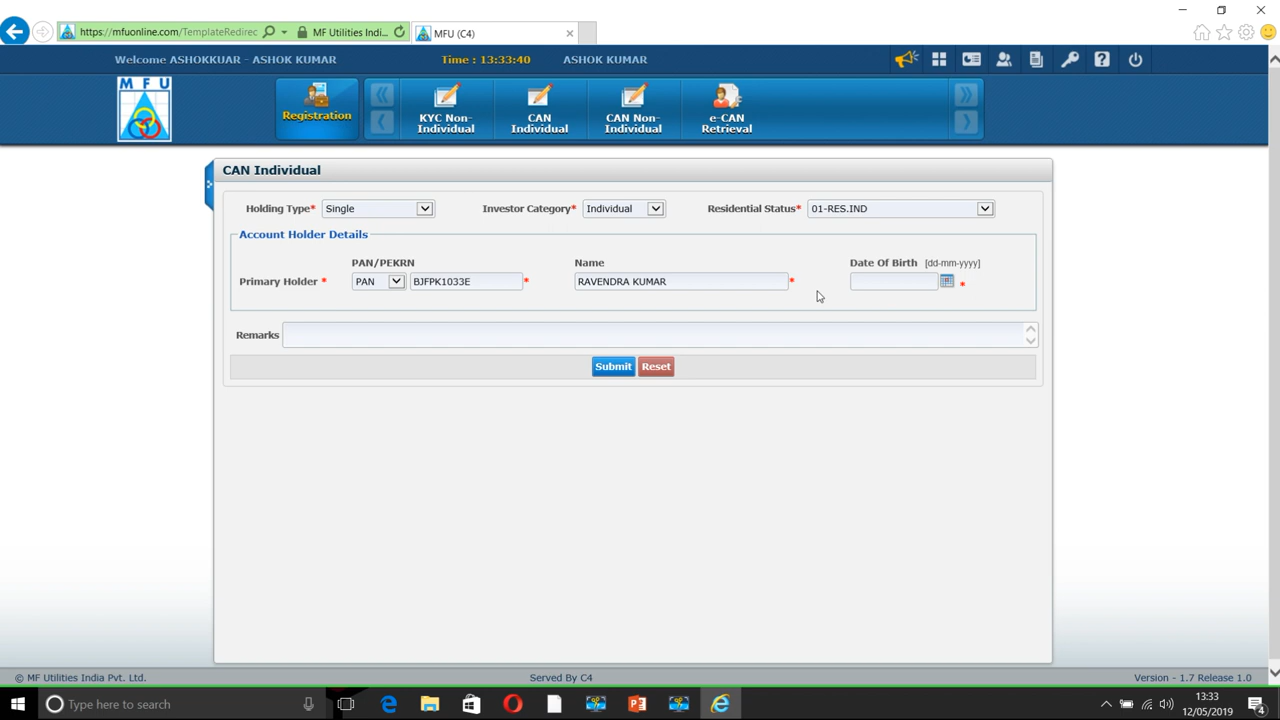 https://mfuonline.com/TemplateRedirec
MF Utilities Indi...
MFU (C4)
Welcome ASHOKKUAR - ASHOK KUMAR
Time : 13:33:40
ASHOK KUMAR
M F U
Registration
KYC Non-
Individual
CAN
Individual
CAN Non-
Individual
e-CAN
Retrieval
CAN Individual
Holding Type* Single
Investor Category* Individual
Residential Status* 01-RES.IND
Account Holder Details
PAN/PEKRN
Name
Date Of Birth [dd-mm-yyyy]
Primary Holder * PAN BJFPK1033E * RAVENDRA KUMAR * *
Remarks
Submit Reset
© MF Utilities India Pvt. Ltd.
Served By C4
Version - 1.7 Release 1.0
Type here to search
13:33
12/05/2019
4